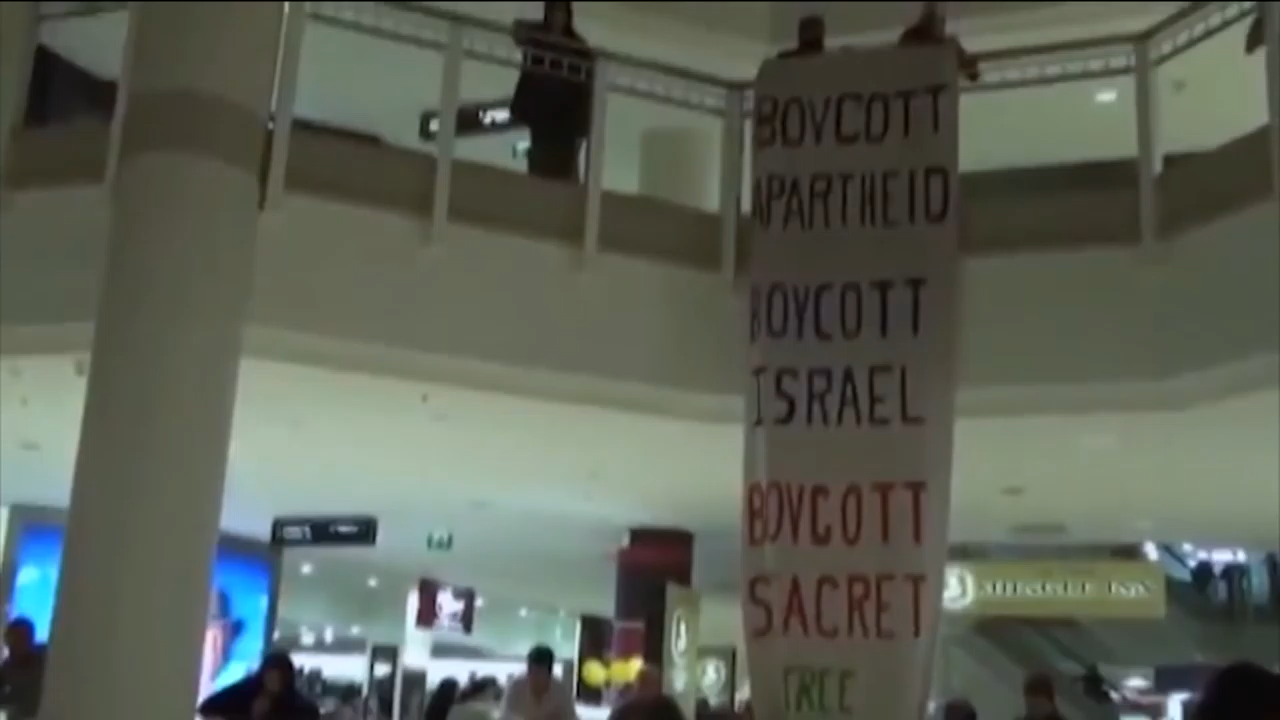 BOYCOTT
APARTHEID
BOYCOTT
ISRAEL
BOYCOTT
SACRET
FREE